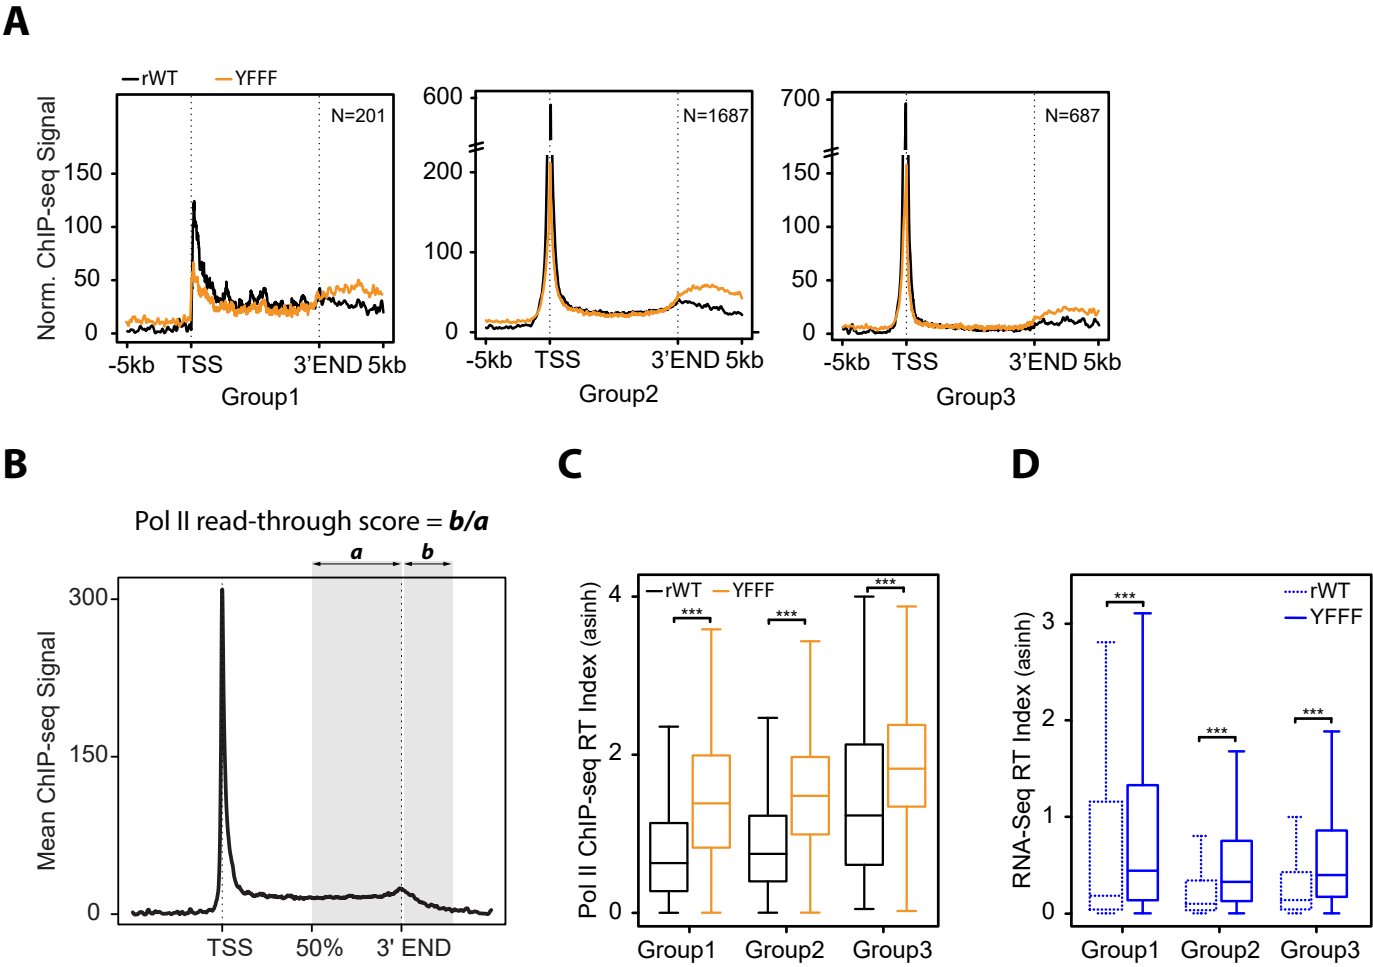 A
rWT YFFF
Norm. ChIP-seq Signal
N=201
150
100
50
0
-5kb TSS 3'END 5kb
Group1
600
N=1687
200
100
0
-5kb TSS 3'END 5kb
Group2
700
N=687
150
100
50
0
-5kb TSS 3'END 5kb
Group3
B
Pol II read-through score = b/a
a b
Mean ChIP-seq Signal
300
150
0
TSS 50% 3' END
C
Pol II ChIP-seq RT Index (asinh)
rWT YFFF
*** *** ***
4
2
0
Group1 Group2 Group3
D
RNA-Seq RT Index (asinh)
rWT
YFFF
*** *** ***
3
2
1
0
Group1 Group2 Group3